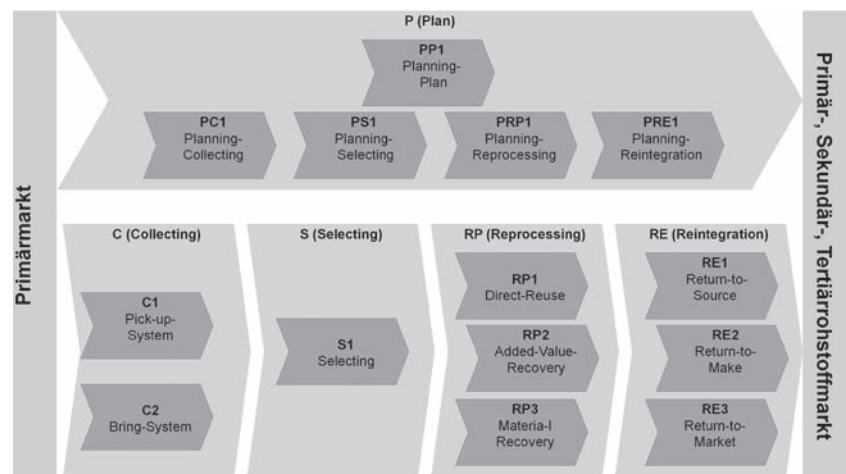 Primärmarkt
P (Plan)
PP1
Planning-
Plan
PC1
Planning-
Collecting
PS1
Planning-
Selecting
PRP1
Planning-
Reprocessing
PRE1
Planning-
Reintegration
C (Collecting)
C1
Pick-up-
System
C2
Bring-System
S (Selecting)
S1
Selecting
RP (Reprocessing)
RP1
Direct-Reuse
RP2
Added-Value-
Recovery
RP3
Materia-l
Recovery
RE (Reintegration)
RE1
Return-to-
Source
RE2
Return-to-
Make
RE3
Return-to-
Market
Primär-, Sekundär-, Tertiärrohstoffmarkt